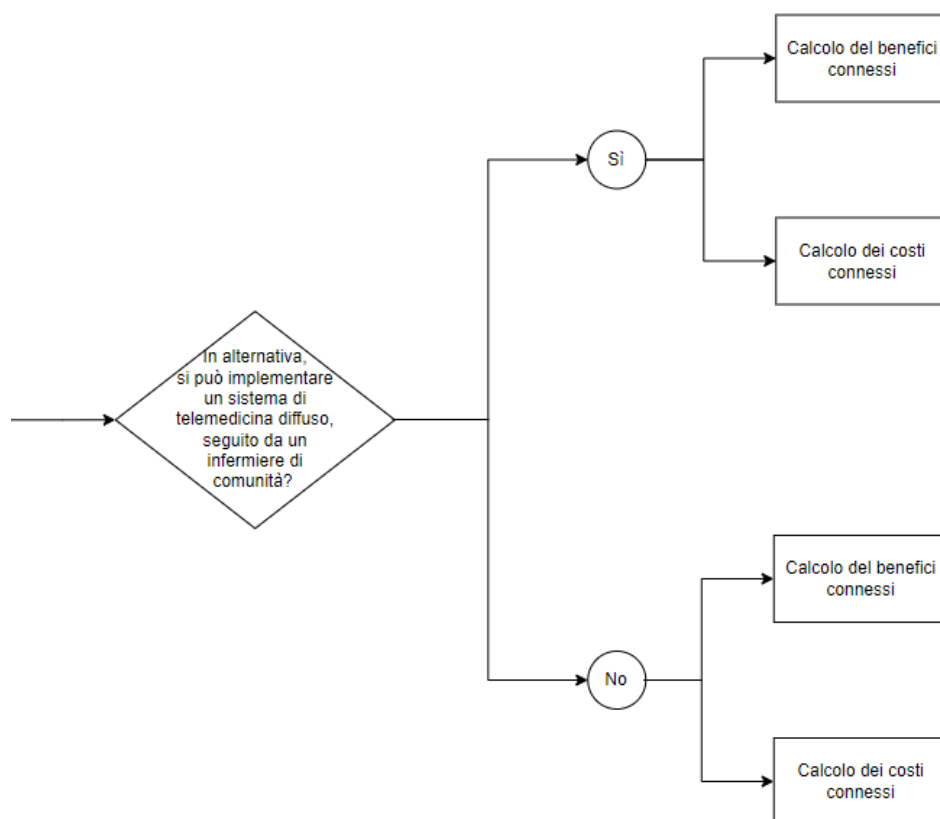 Calcolo del benefici
connessi
Sì
Calcolo dei costi
connessi
In alternativa,
si può implementare
un sistema di
telemedicina diffuso,
seguito da un
infermiere di
comunità?
Calcolo del benefici
connessi
No
Calcolo dei costi
connessi